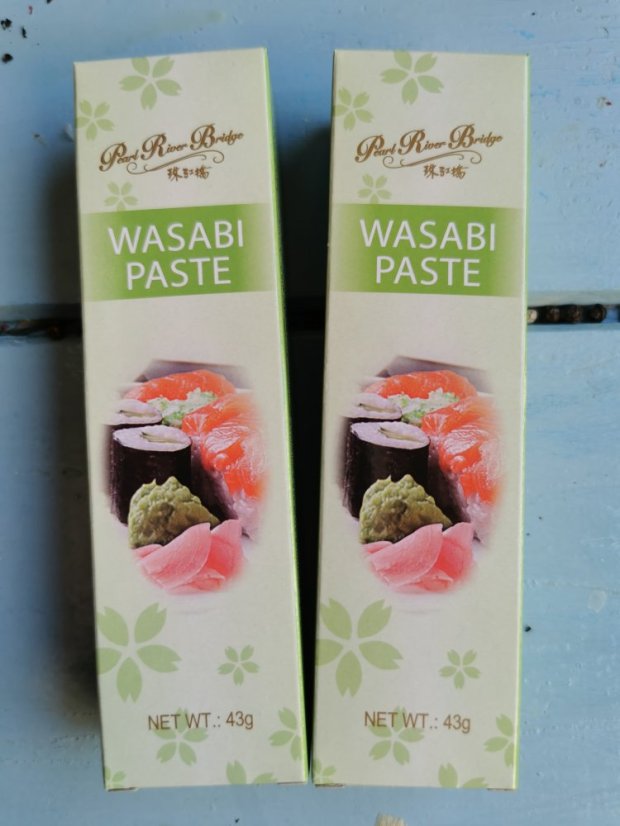 Pearl River Bridge
珠江橋
WASABI
PASTE
NET WT.: 43g
Pearl River Bridge
珠江橋
WASABI
PASTE
NET WT.: 43g